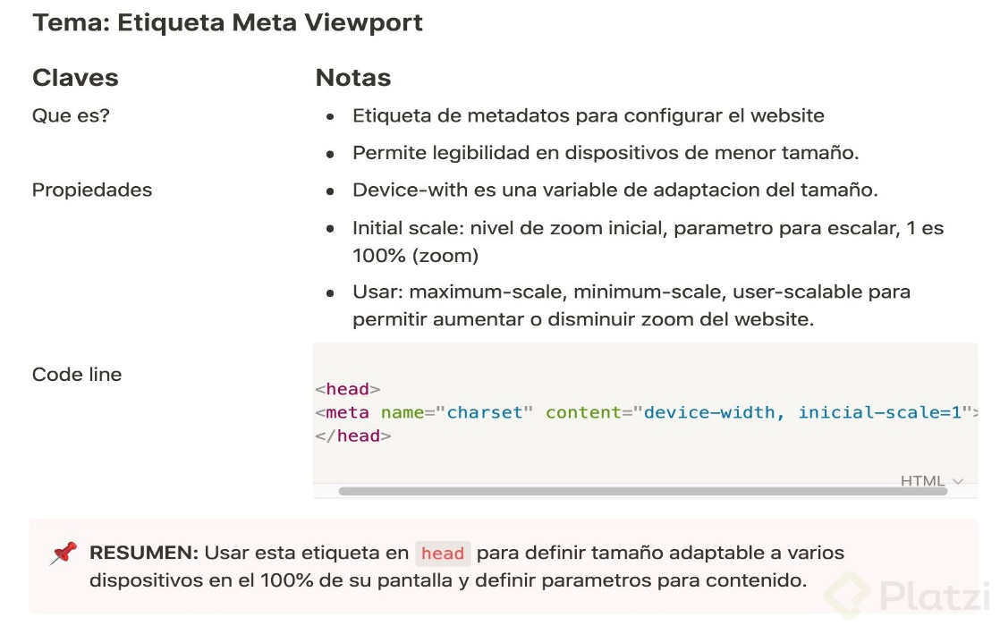 Tema: Etiqueta Meta Viewport
Claves
Notas
Que es?
Etiqueta de metadatos para configurar el website
Permite legibilidad en dispositivos de menor tamaño.
Propiedades
Device-with es una variable de adaptacion del tamaño.
Initial scale: nivel de zoom inicial, parametro para escalar, 1 es
100% (zoom)
Usar: maximum-scale, minimum-scale, user-scalable para
permitir aumentar o disminuir zoom del website.
Code line
<head>
<meta name="charset" content="device-width, inicial-scale=1">
</head>
HTML
RESUMEN: Usar esta etiqueta en head para definir tamaño adaptable a varios
dispositivos en el 100% de su pantalla y definir parametros para contenido.
Platzi